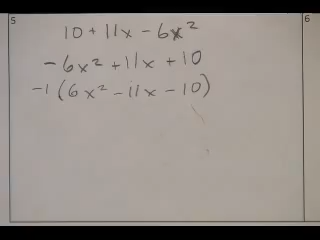 5
6
10 + 11x - 6x²
-6x² + 11x + 10
-1(6x² - 11x - 10)